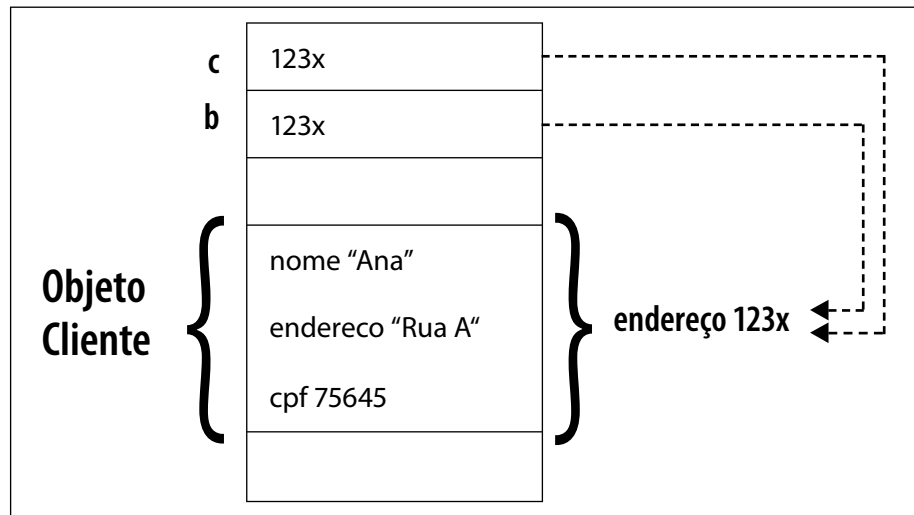 c 123x
b 123x
nome “Ana”
Objeto
Cliente
endereco “Rua A“
cpf 75645
endereço 123x